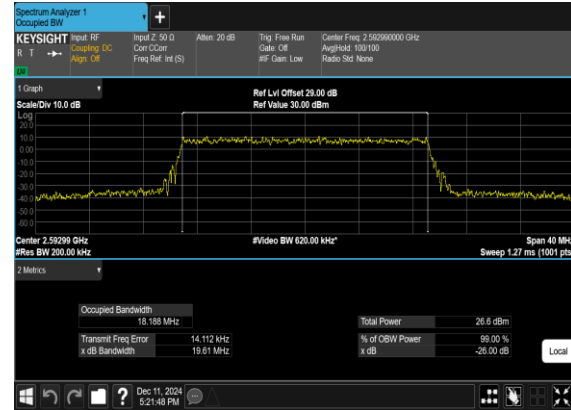 Spectrum Analyzer 1
Occupied BW
+
KEYSIGHT Input: RF Input Z: 50 Ω Atten: 20 dB Trig: Free Run Center Freq: 2.592990000 GHz
R T Coupling: DC Corr CCorr Gate: Off Avg|Hold: 100/100
Align: Off Freq Ref: Int (S) #IF Gain: Low Radio Std: None
1 Graph
Ref Lvl Offset 29.00 dB
Scale/Div 10.0 dB Ref Value 30.00 dBm
Log
20.0
10.0
0.00
-10.0
-20.0
-30.0
-40.0
-50.0
-60.0
Center 2.59299 GHz #Video BW 620.00 kHz* Span 40 MHz
#Res BW 200.00 kHz Sweep 1.27 ms (1001 pts
2 Metrics
Occupied Bandwidth
18.188 MHz Total Power 26.6 dBm
Transmit Freq Error 14.112 kHz % of OBW Power 99.00 %
x dB Bandwidth 19.61 MHz x dB -26.00 dB
Local
? Dec 11, 2024
5:21:48 PM